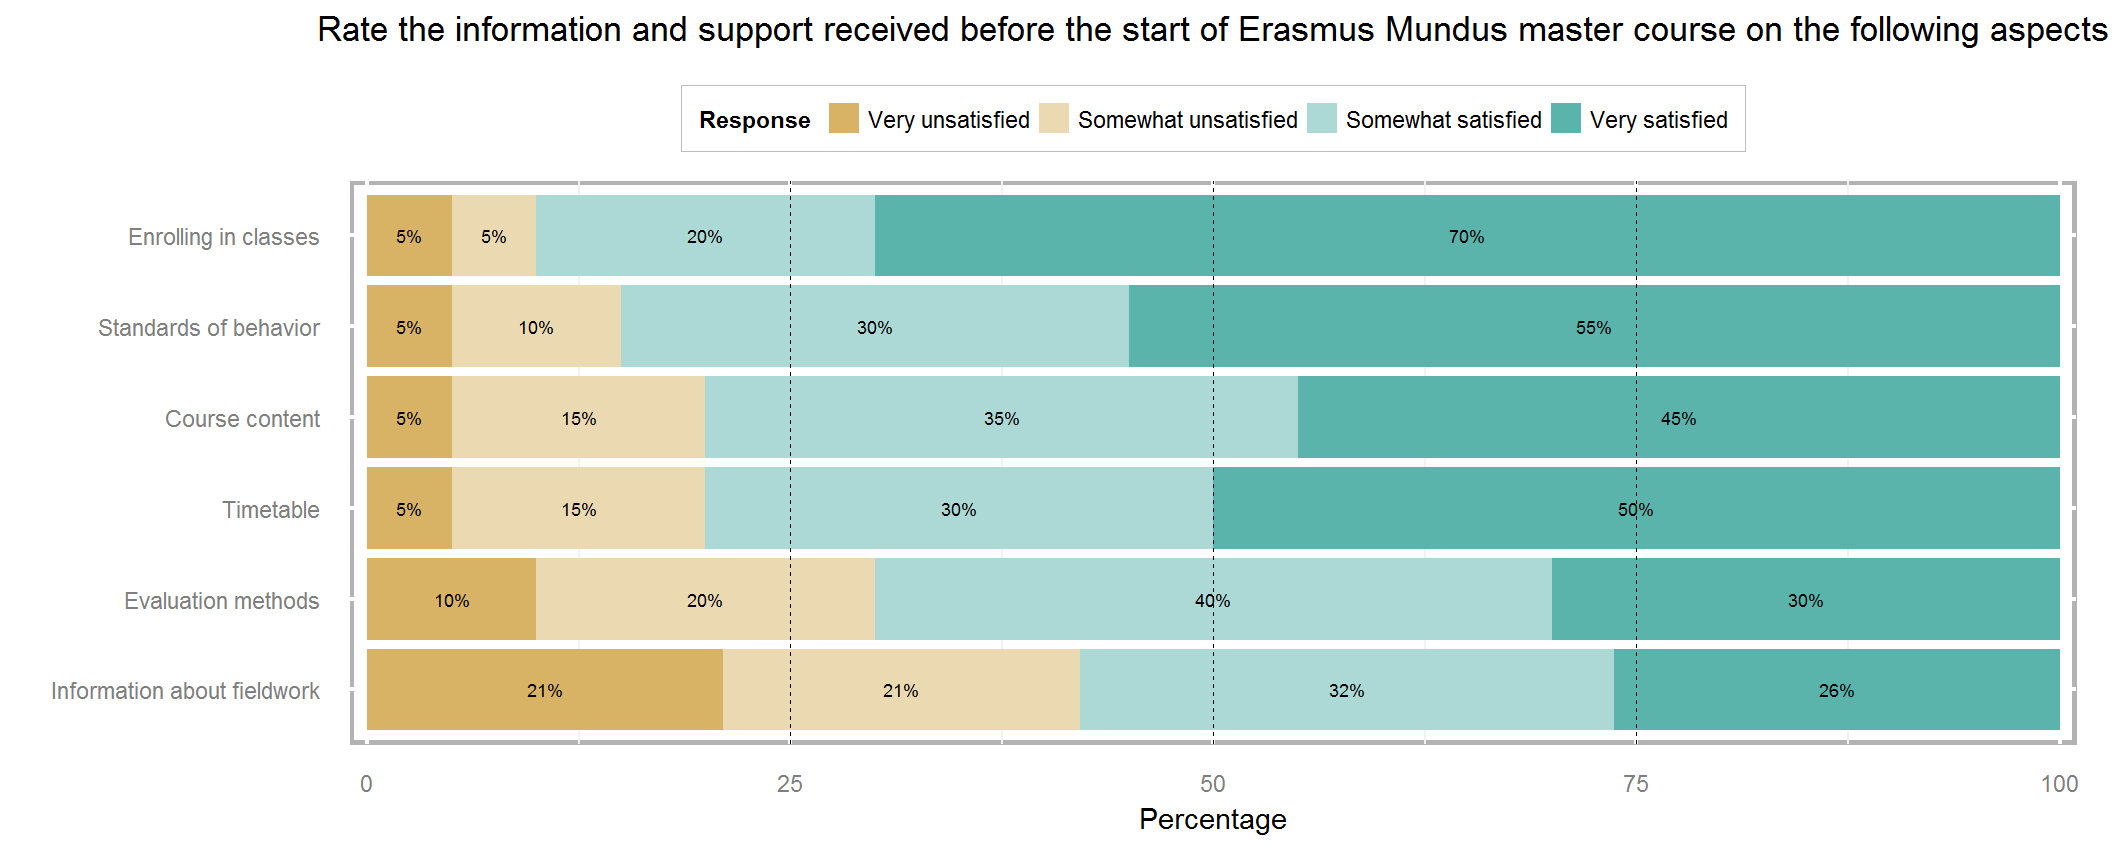 Rate the information and support received before the start of Erasmus Mundus master course on the following aspects
Response Very unsatisfied Somewhat unsatisfied Somewhat satisfied Very satisfied
Enrolling in classes 5% 5% 20% 70%
Standards of behavior 5% 10% 30% 55%
Course content 5% 15% 35% 45%
Timetable 5% 15% 30% 50%
Evaluation methods 10% 20% 40% 30%
Information about fieldwork 21% 21% 32% 26%
0 25 50 75 100
Percentage